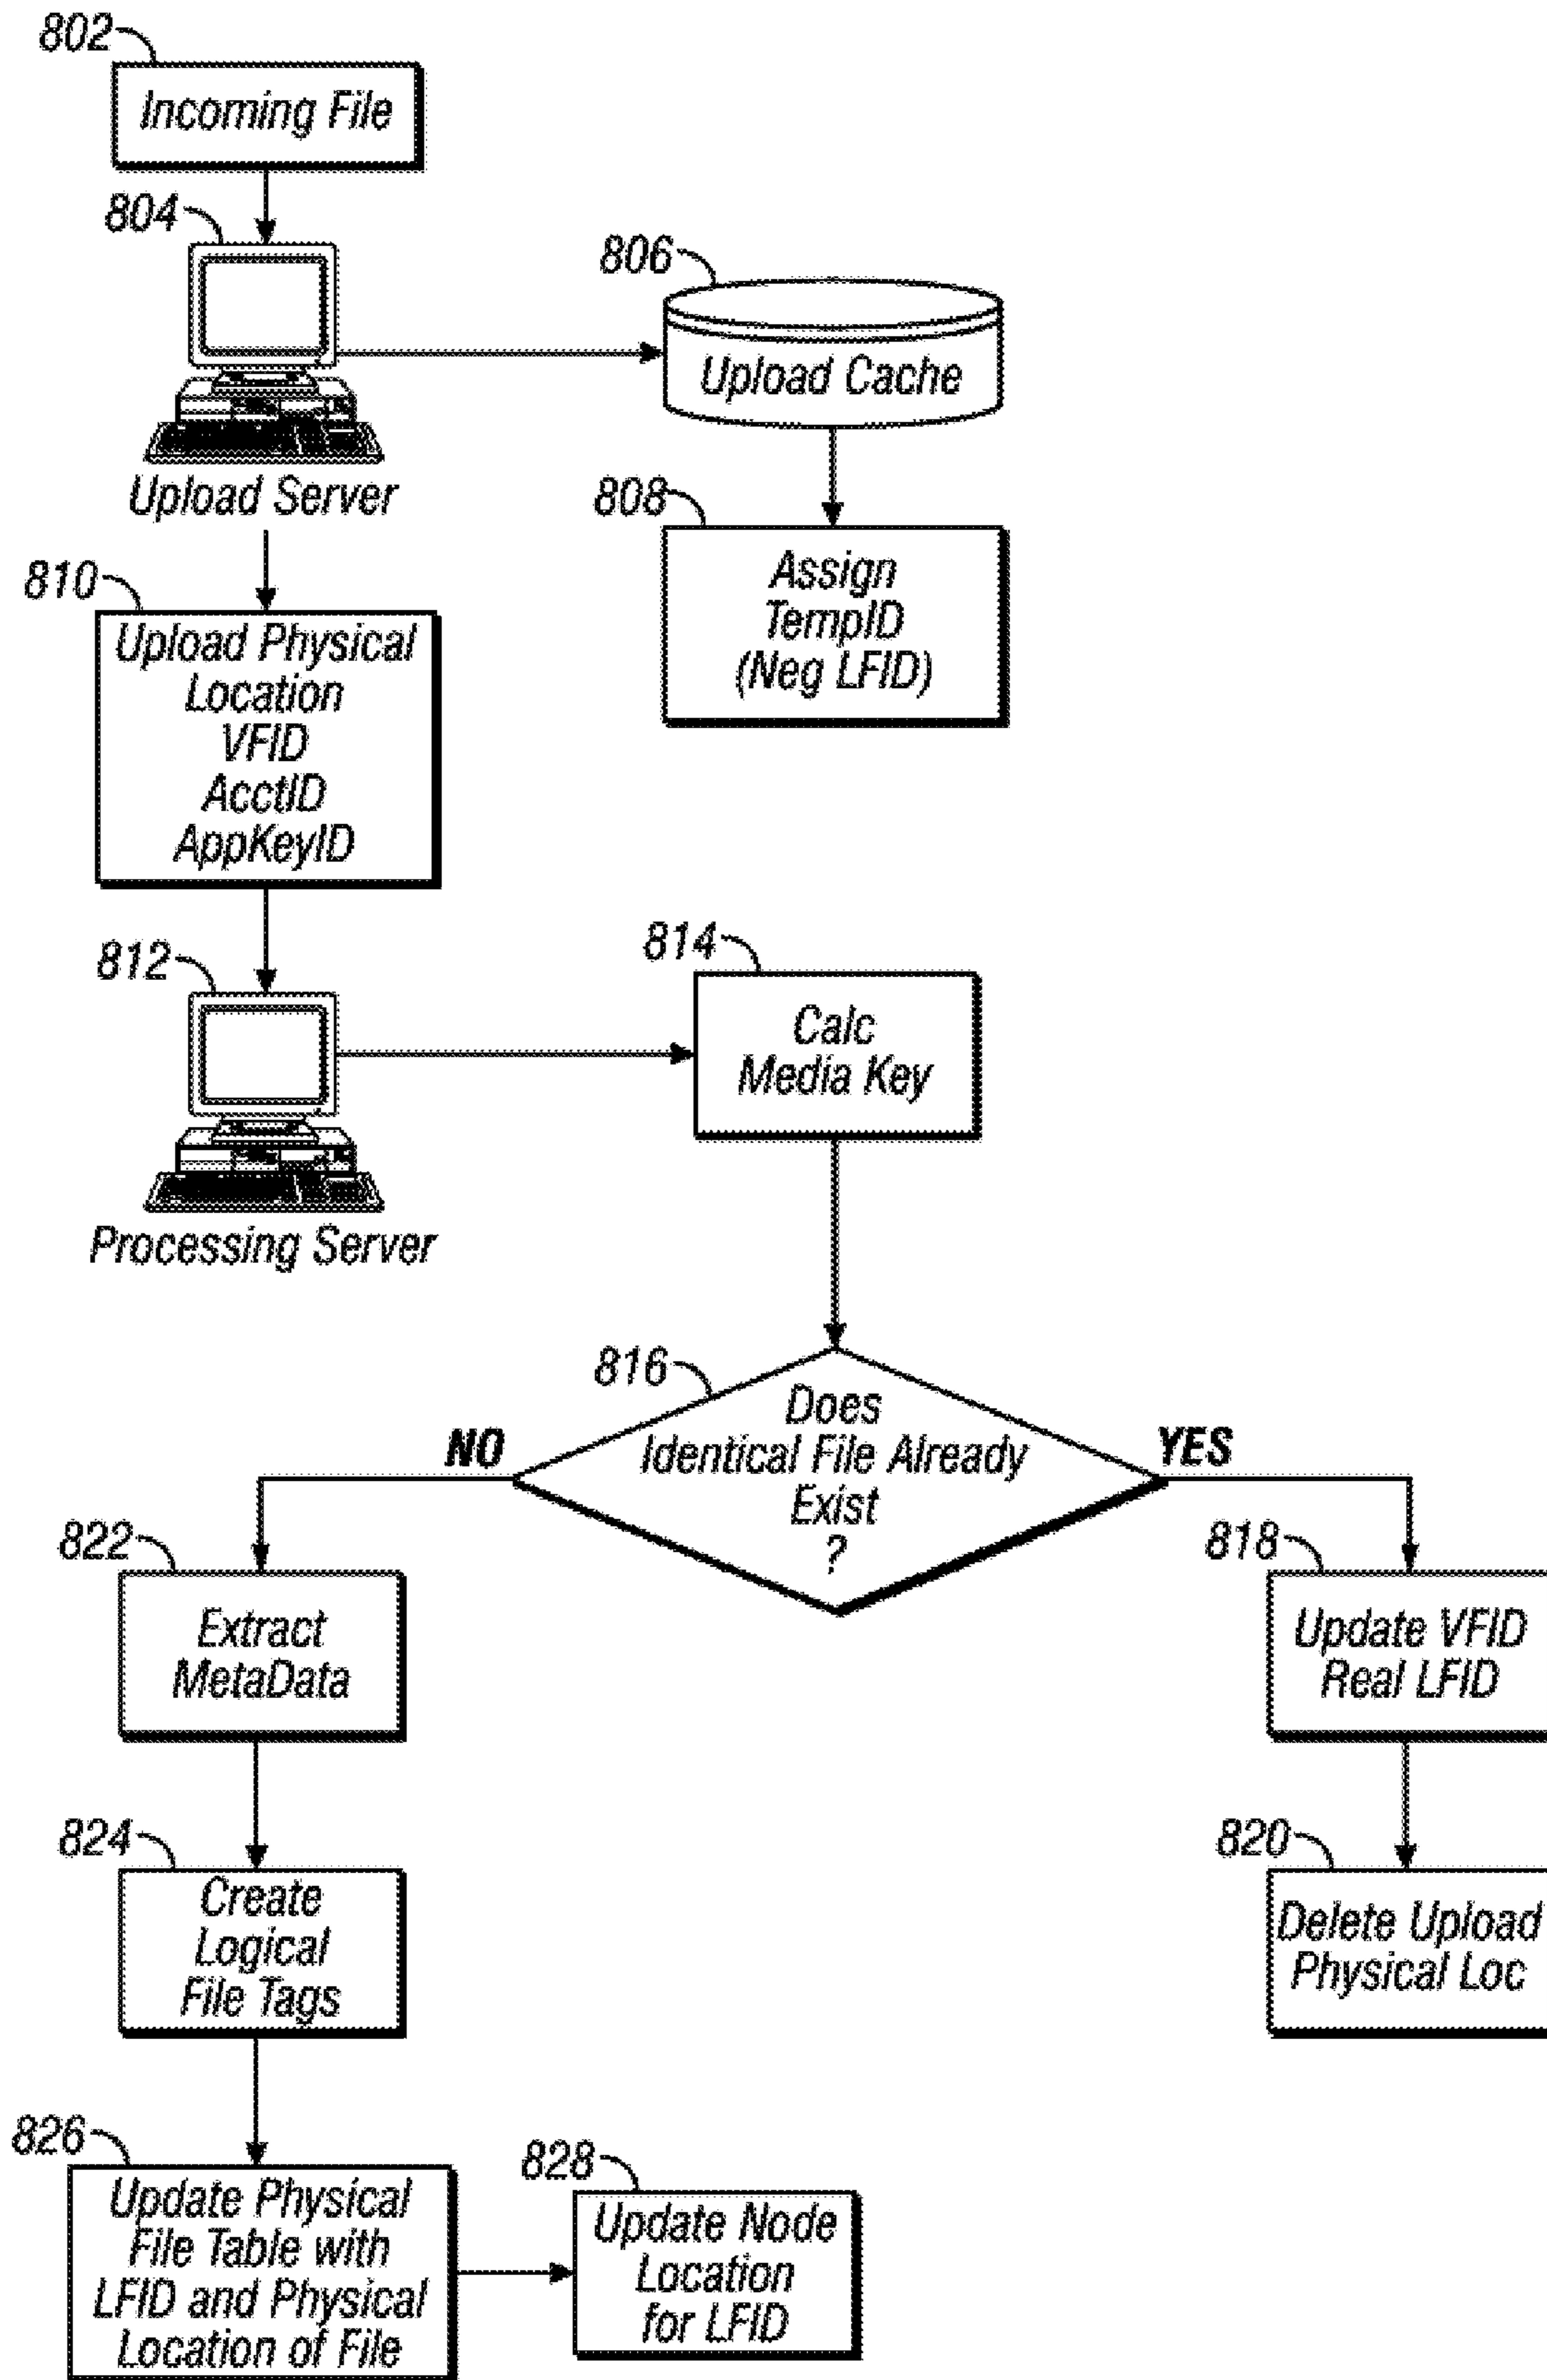 802
Incoming File
804
Upload Server
806
Upload Cache
808
Assign
TempID
(Neg LFID)
810
Upload Physical
Location
VFID
AcctID
AppKeyID
812
Processing Server
814
Calc
Media Key
816
Does
Identical File Already
Exist
?
NO
YES
818
Update VFID
Real LFID
820
Delete Upload
Physical Loc
822
Extract
MetaData
824
Create
Logical
File Tags
826
Update Physical
File Table with
LFID and Physical
Location of File
828
Update Node
Location
for LFID